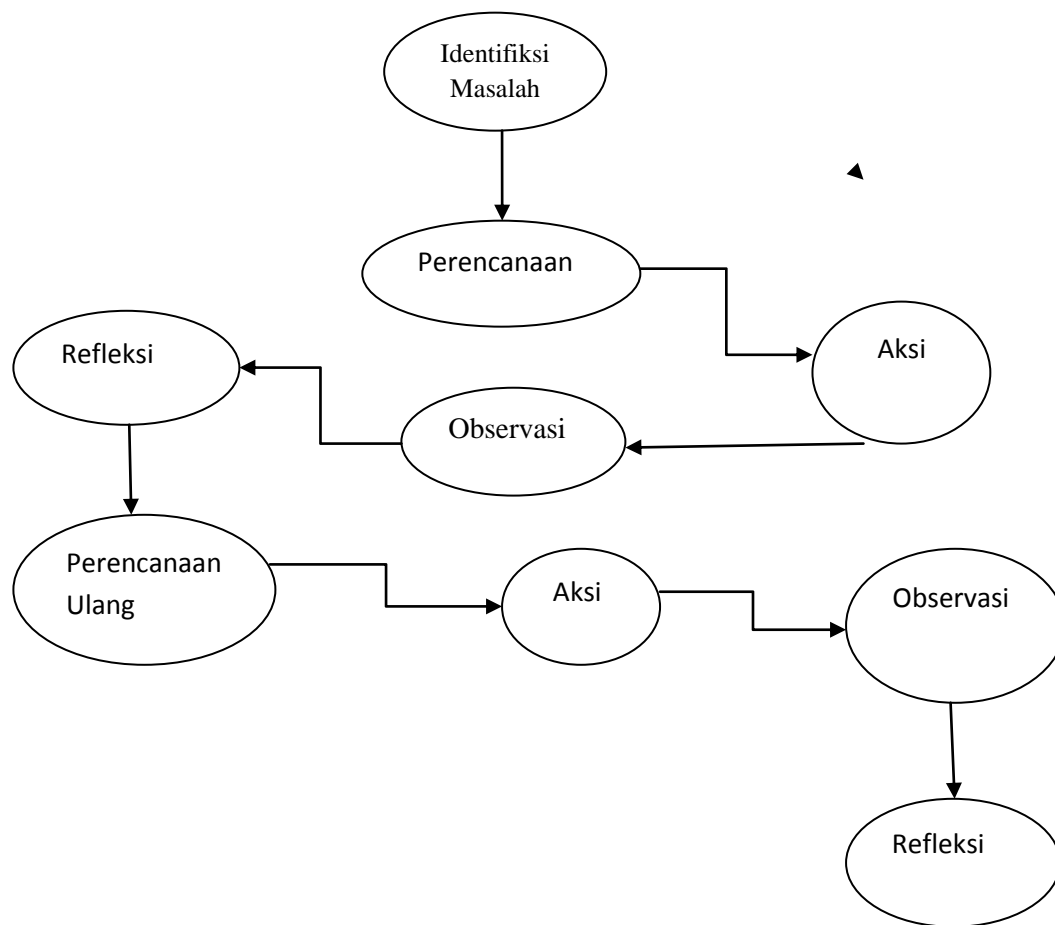 Identifiksi
Masalah
Perencanaan
Aksi
Observasi
Refleksi
Perencanaan
Ulang
Aksi
Observasi
Refleksi